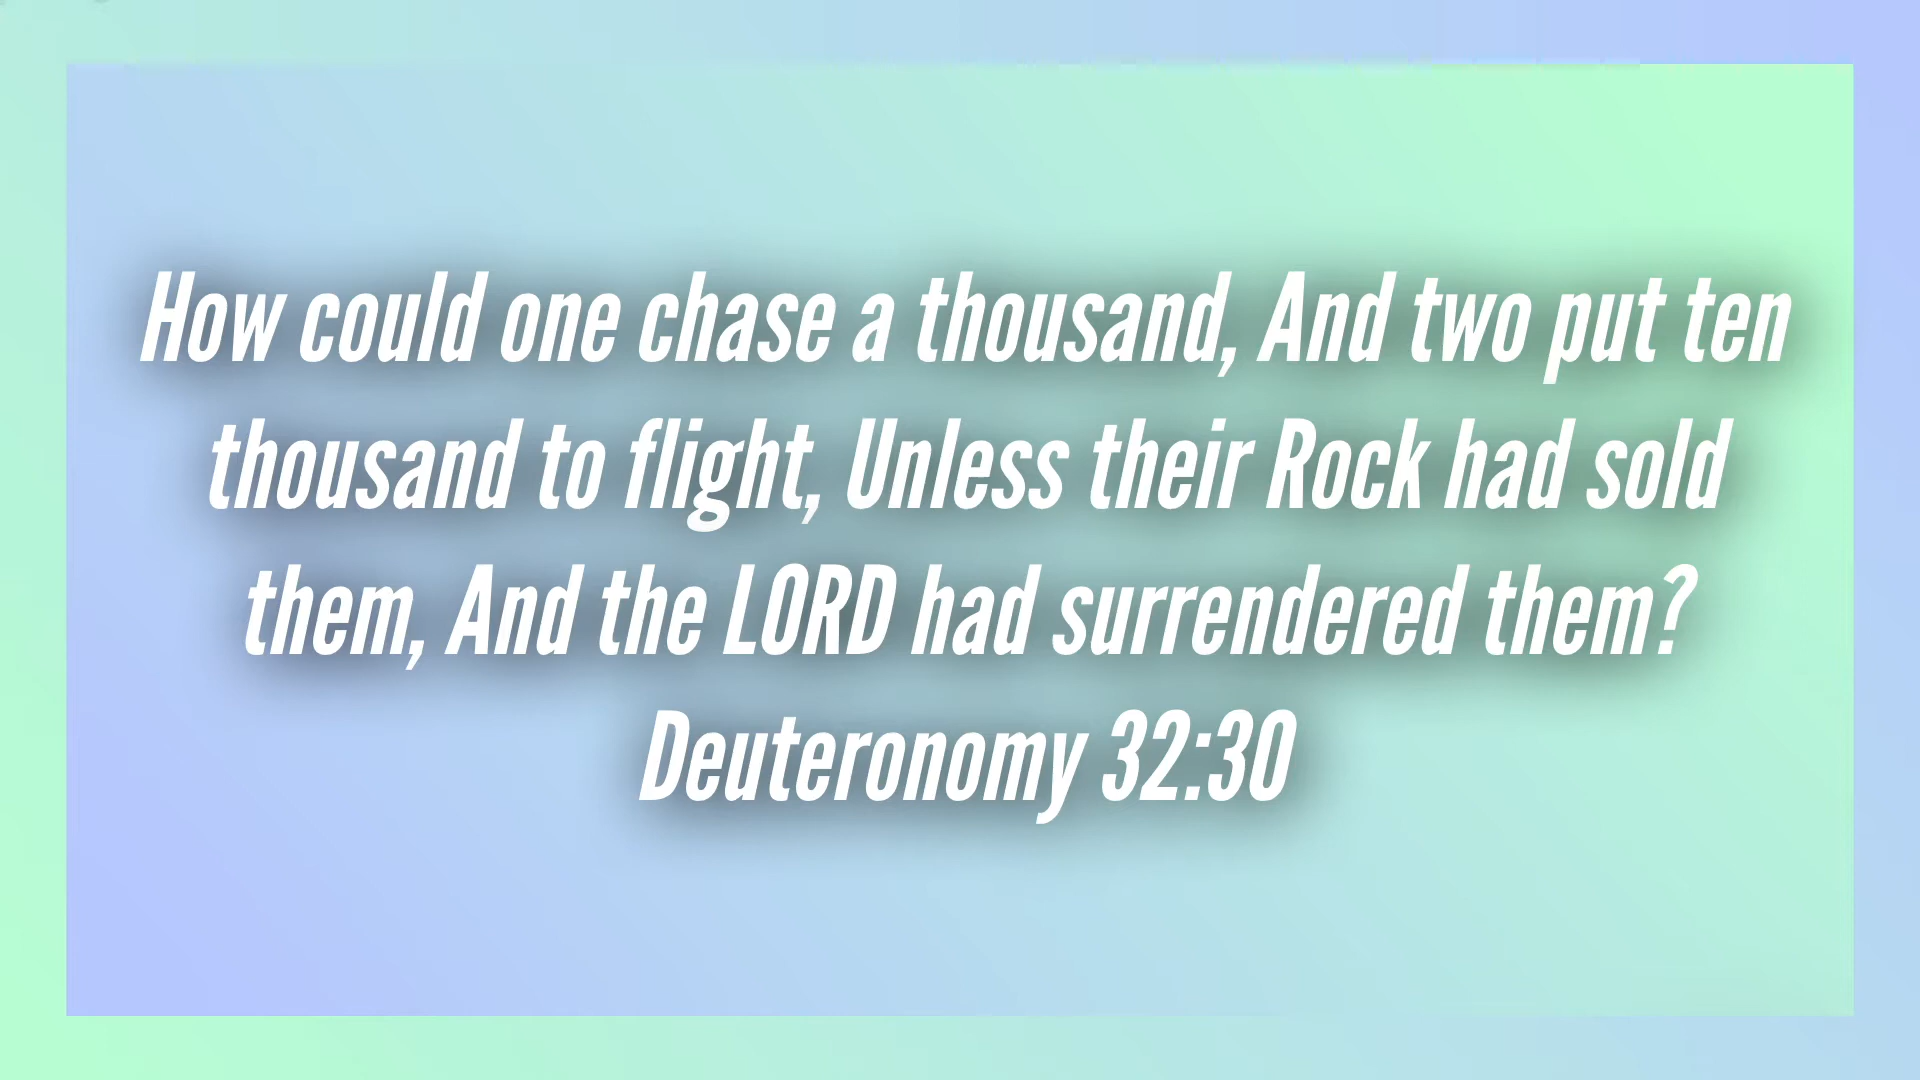 How could one chase a thousand, And two put ten
thousand to flight, Unless their Rock had sold
them, And the LORD had surrendered them?
Deuteronomy 32:30